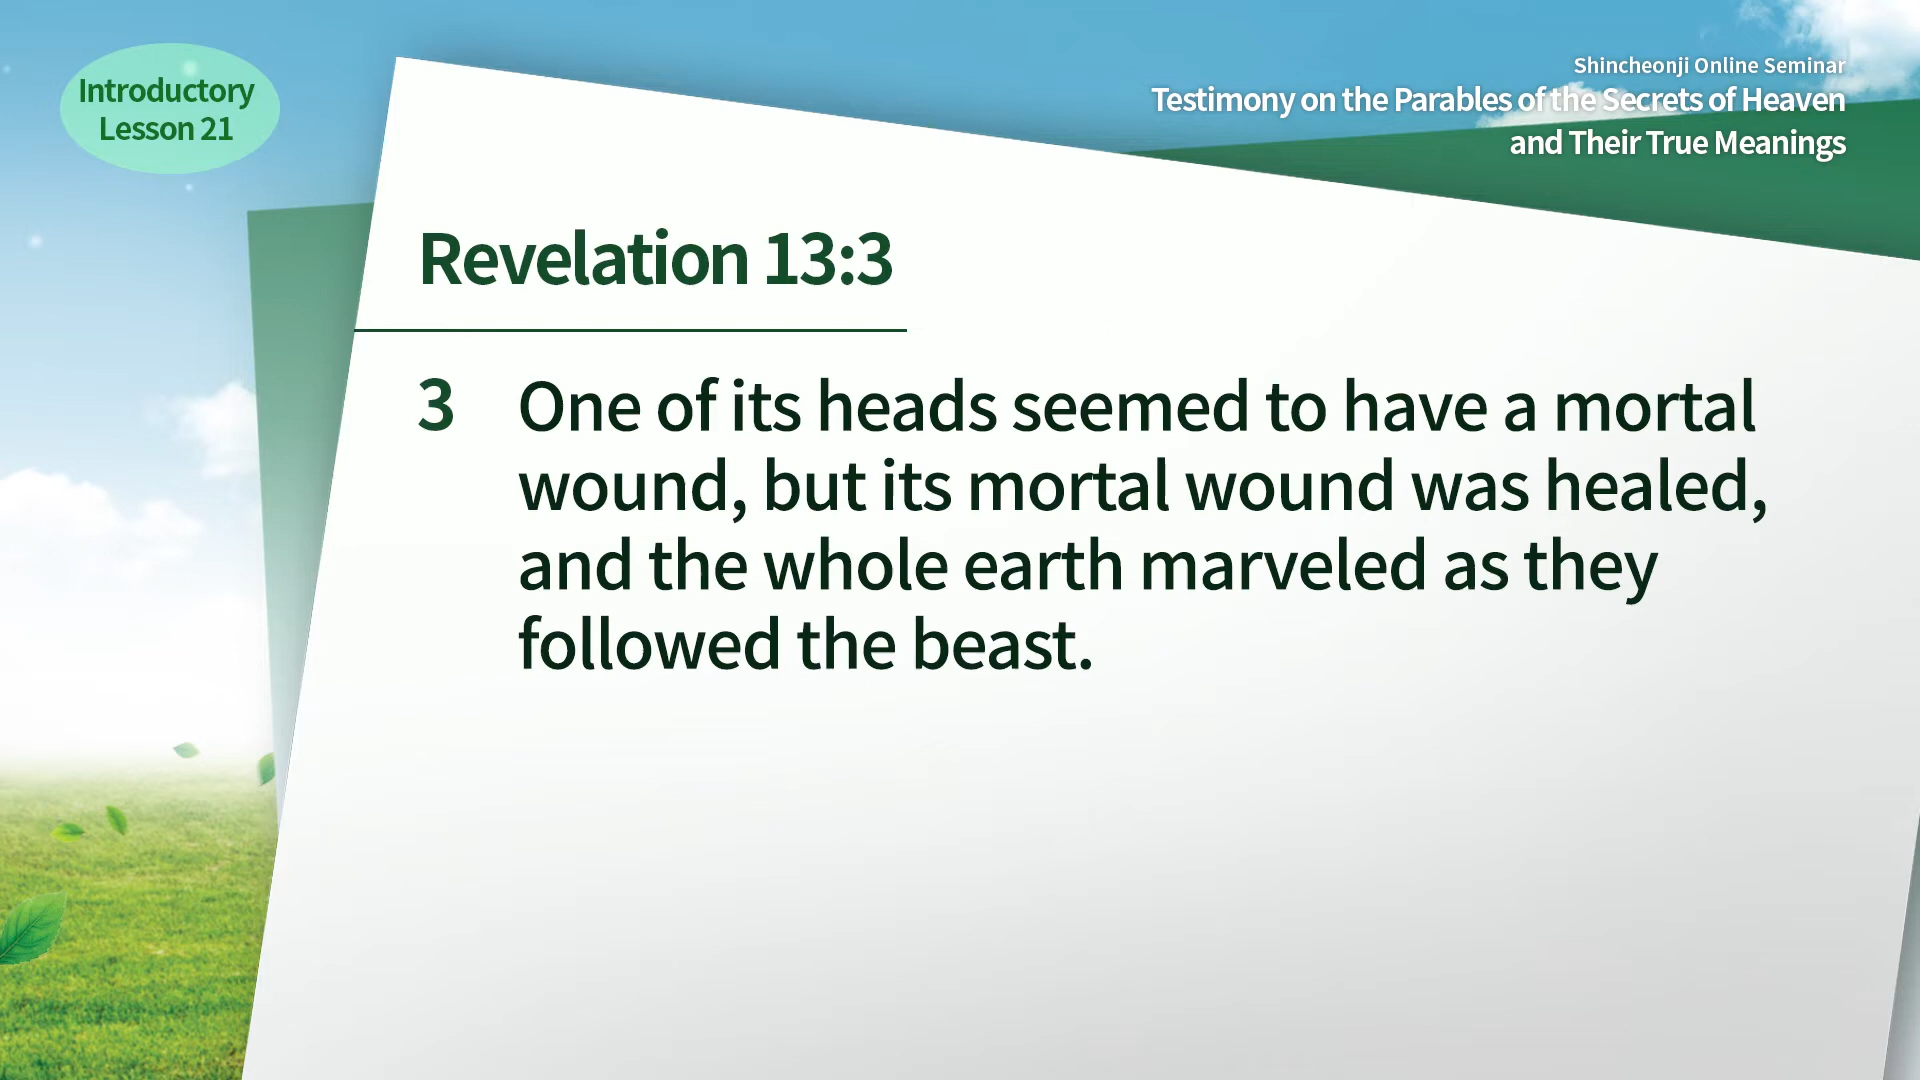 Introductory
Lesson 21
Shincheonji Online Seminar
Testimony on the Parables of the Secrets of Heaven
and Their True Meanings
Revelation 13:3
3 One of its heads seemed to have a mortal
wound, but its mortal wound was healed,
and the whole earth marveled as they
followed the beast.